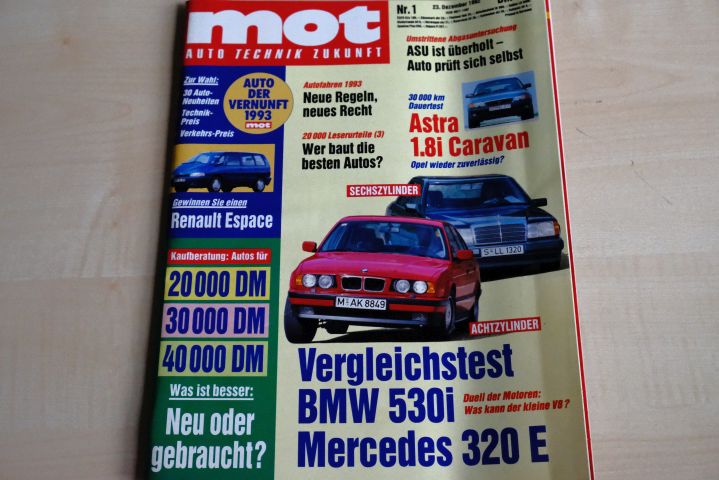 mot
AUTO TECHNIK ZUKUNFT
Nr. 1
23. Dezember 1992
Umstrittene Abgasuntersuchung
ASU ist überholt –
Auto prüft sich selbst
Zur Wahl:
30 Auto-
Neuheiten
Technik-
Preis
Verkehrs-Preis
AUTO
DER
VERNUNFT
1993
mot
Autofahren 1993
Neue Regeln,
neues Recht
20 000 Leserurteile (3)
Wer baut die
besten Autos?
30 000 km
Dauertest
Astra
1.8i Caravan
Opel wieder zuverlässig?
Gewinnen Sie einen
Renault Espace
Kaufberatung: Autos für
20 000 DM
30 000 DM
40 000 DM
Was ist besser:
Neu oder
gebraucht?
SECHSZYLINDER
S-LL 1320
M-AK 8849
ACHTZYLINDER
Vergleichstest
BMW 530i
Mercedes 320 E
Duell der Motoren:
Was kann der kleine V8?